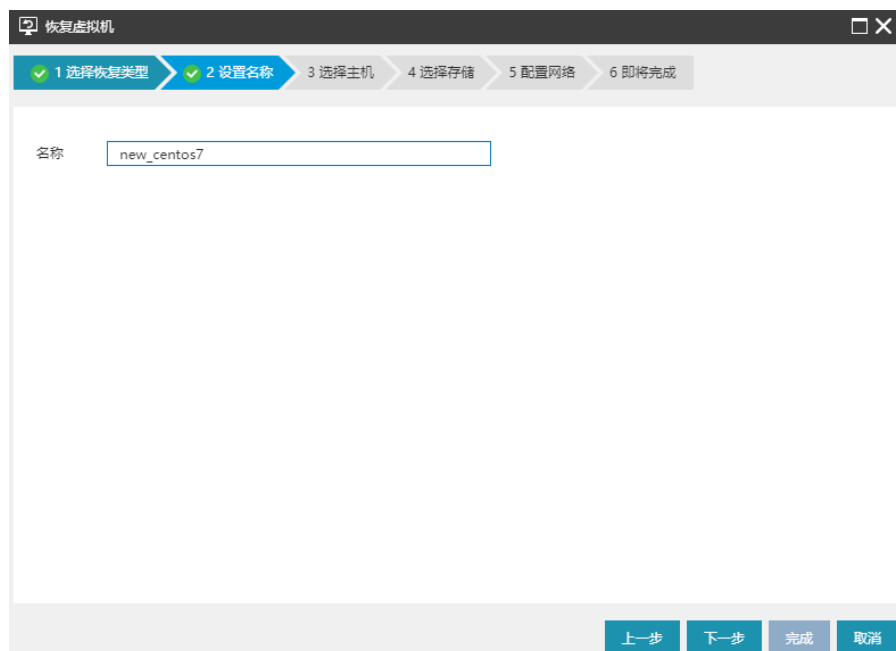 恢复虚拟机
1 选择恢复类型 2 设置名称 3 选择主机 4 选择存储 5 配置网络 6 即将完成
名称 new_centos7
上一步 下一步 完成 取消